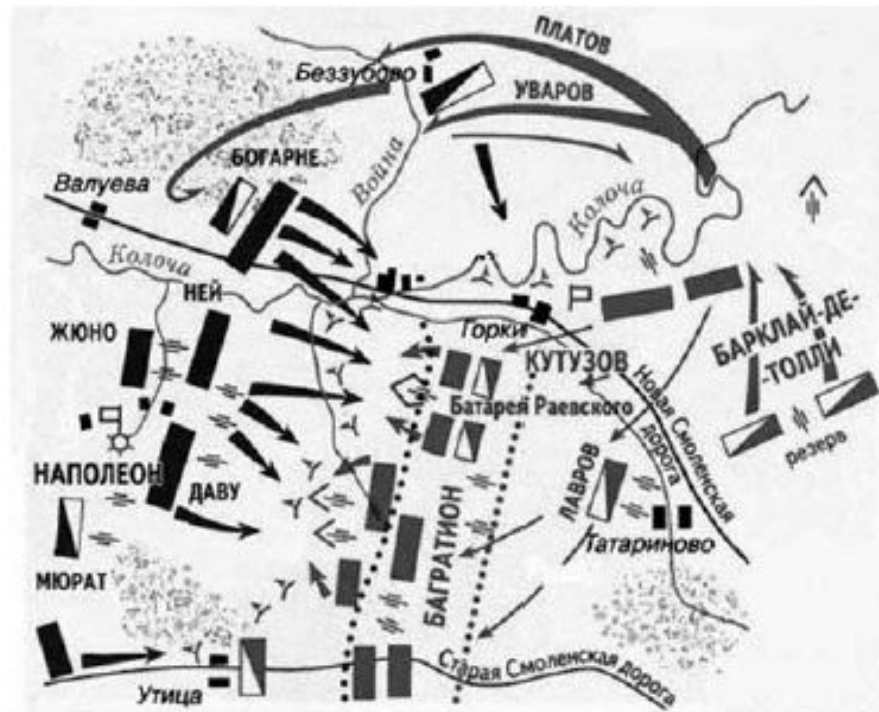 ПЛАТОВ
Беззубово
УВАРОВ
БОГАРНЕ
Война
Валуева
Колоча
Колоча
НЕЙ
ЖЮНО
Горки
БАРКЛАЙ-ДЕ-
-ТОЛЛИ
КУТУЗОВ
Батарея Раевского
Новая Смоленская
дорога
резерв
НАПОЛЕОН
ДАВУ
ЛАВРОВ
Татариново
МЮРАТ
БАГРАТИОН
Утица
Старая Смоленская дорога